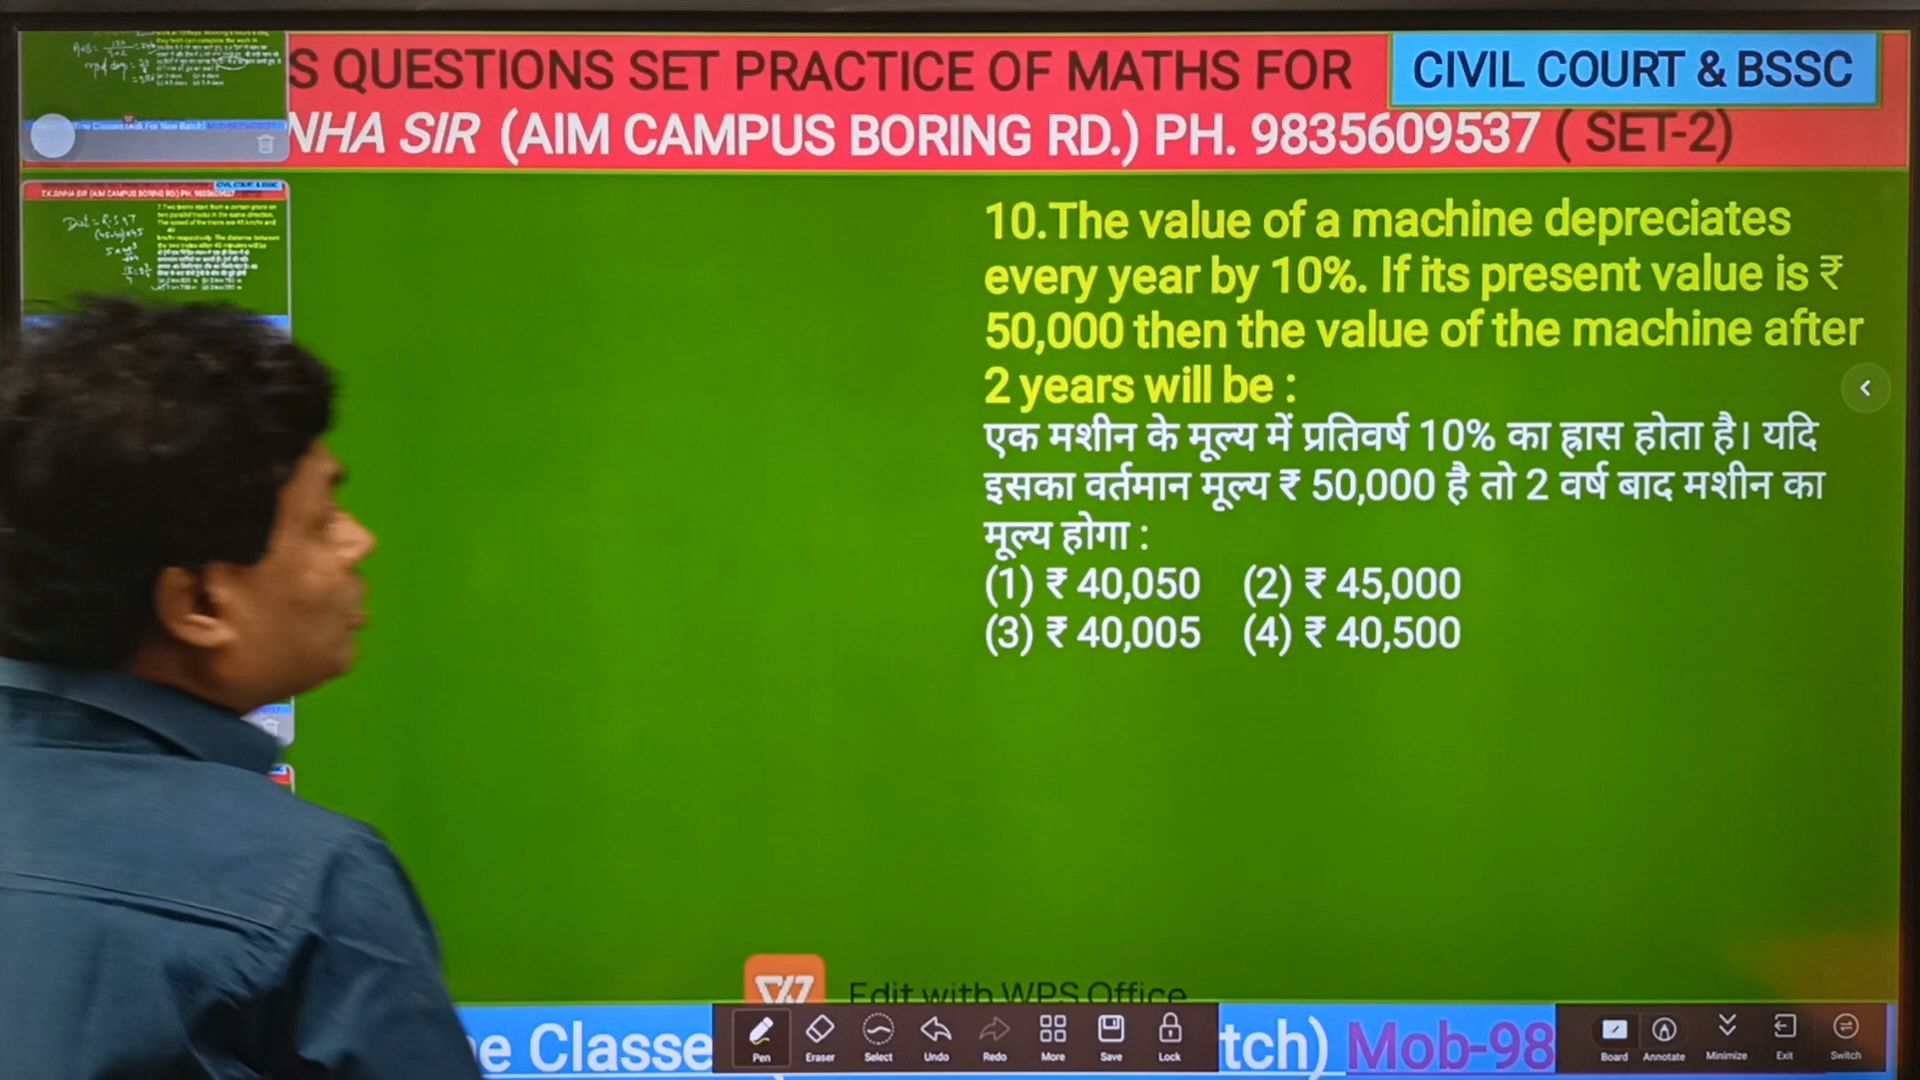 S QUESTIONS SET PRACTICE OF MATHS FOR
CIVIL COURT & BSSC
NHA SIR (AIM CAMPUS BORING RD.) PH. 9835609537 ( SET-2)
10.The value of a machine depreciates
every year by 10%. If its present value is ₹
50,000 then the value of the machine after
2 years will be :
एक मशीन के मूल्य में प्रतिवर्ष 10% का ह्रास होता है। यदि
इसका वर्तमान मूल्य ₹ 50,000 है तो 2 वर्ष बाद मशीन का
मूल्य होगा :
(1) ₹ 40,050 (2) ₹ 45,000
(3) ₹ 40,005 (4) ₹ 40,500
Edit with WPS Office
e Classe
tch) Mob-98
Pen Eraser Select Undo Redo More Save Lock
Board Annotate Minimize Exit Switch